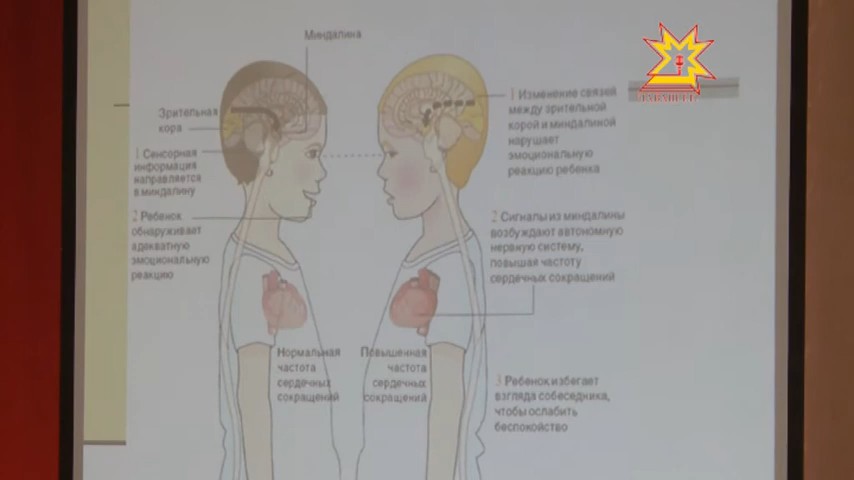 Миндалина
Зрительная
кора
1 Сенсорная
информация
направляется
в миндалину
2 Ребенок
обнаруживает
адекватную
эмоциональную
реакцию
Нормальная
частота
сердечных
сокращений
Повышенная
частота
сердечных
сокращений
1 Изменение связей
между зрительной
корой и миндалиной
нарушает
эмоциональную
реакцию ребенка
2 Сигналы из миндалины
возбуждают автономную
нервную систему,
повышая частоту
сердечных сокращений
3 Ребенок избегает
взгляда собеседника,
чтобы ослабить
беспокойство